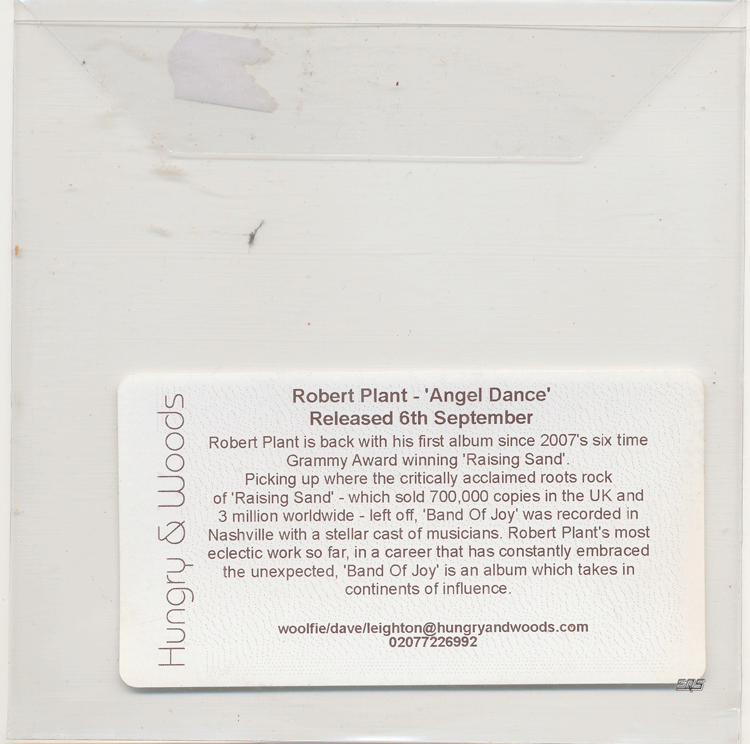 Hungry & Woods
Robert Plant - 'Angel Dance'
Released 6th September
Robert Plant is back with his first album since 2007's six time
Grammy Award winning 'Raising Sand'.
Picking up where the critically acclaimed roots rock
of 'Raising Sand' - which sold 700,000 copies in the UK and
3 million worldwide - left off, 'Band Of Joy' was recorded in
Nashville with a stellar cast of musicians. Robert Plant's most
eclectic work so far, in a career that has constantly embraced
the unexpected, 'Band Of Joy' is an album which takes in
continents of influence.
woolfie/dave/leighton@hungryandwoods.com
02077226992